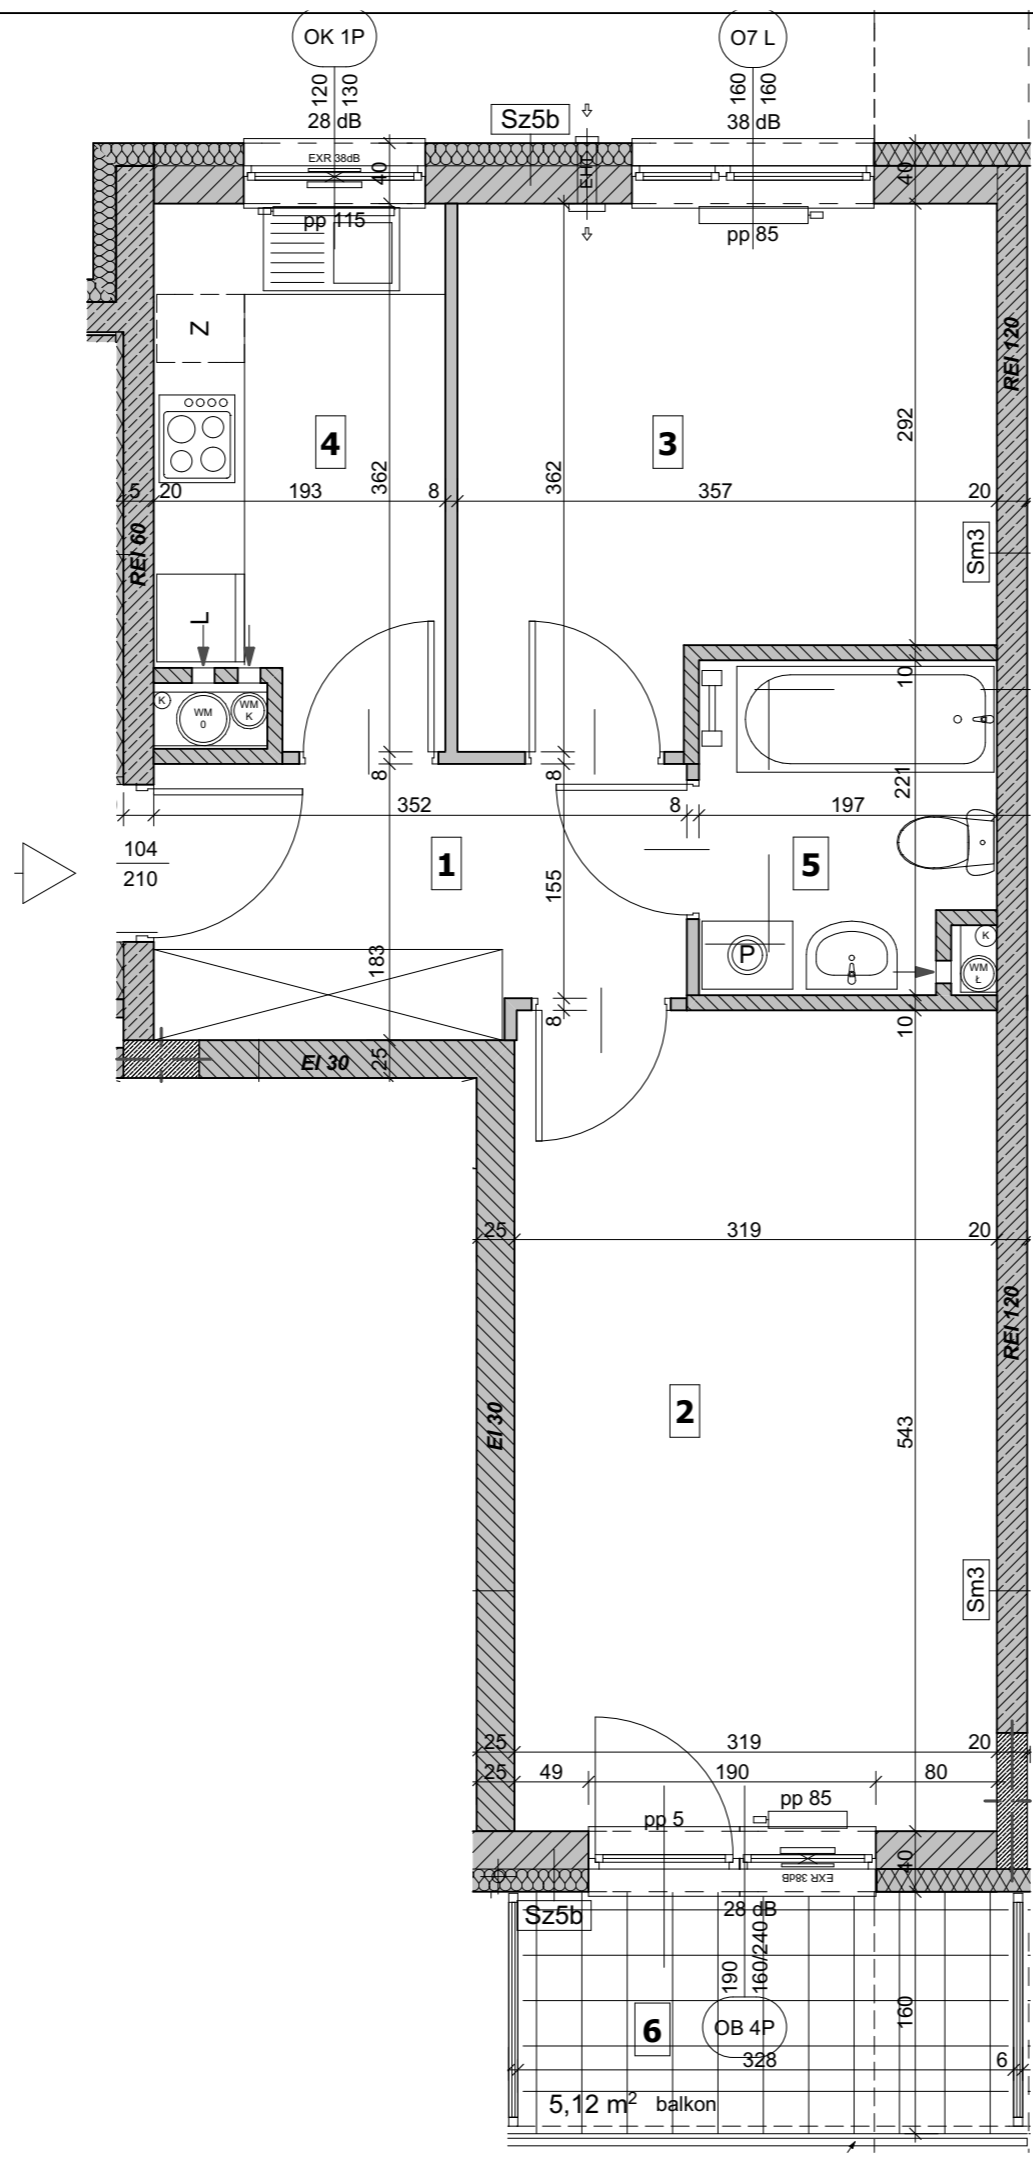 OK 1P
O7 L
120
130
160
160
28 dB
38 dB
Sz5b
EXR 38dB
40
40
pp 115
pp 85
Z
REI 120
4
3
362
362
292
5
20
193
8
357
20
REI 60
Sm3
L
K
WM
0
WM
K
10
8
8
221
352
8
197
104
210
1
155
5
183
P
K
WM
Ł
8
10
EI 30
25
25
319
20
REI 120
2
EI 30
543
Sm3
25
319
20
25
49
190
80
pp 85
pp 5
40
EXR 38dB
28 dB
Sz5b
190
160/240
160
6
OB 4P
328
6
5,12 m²
balkon